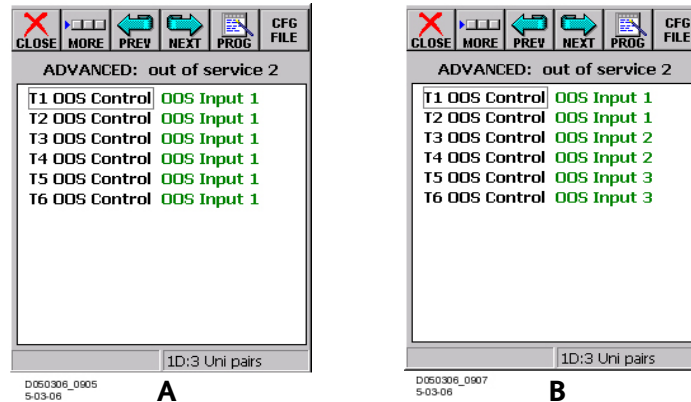 CLOSE MORE PREV NEXT PROG CFG FILE
ADVANCED: out of service 2
T1 OOS Control OOS Input 1
T2 OOS Control OOS Input 1
T3 OOS Control OOS Input 1
T4 OOS Control OOS Input 1
T5 OOS Control OOS Input 1
T6 OOS Control OOS Input 1
1D:3 Uni pairs
D050306_0905
5-03-06
A
CLOSE MORE PREV NEXT PROG CFG FILE
ADVANCED: out of service 2
T1 OOS Control OOS Input 1
T2 OOS Control OOS Input 1
T3 OOS Control OOS Input 2
T4 OOS Control OOS Input 2
T5 OOS Control OOS Input 3
T6 OOS Control OOS Input 3
1D:3 Uni pairs
D050306_0907
5-03-06
B